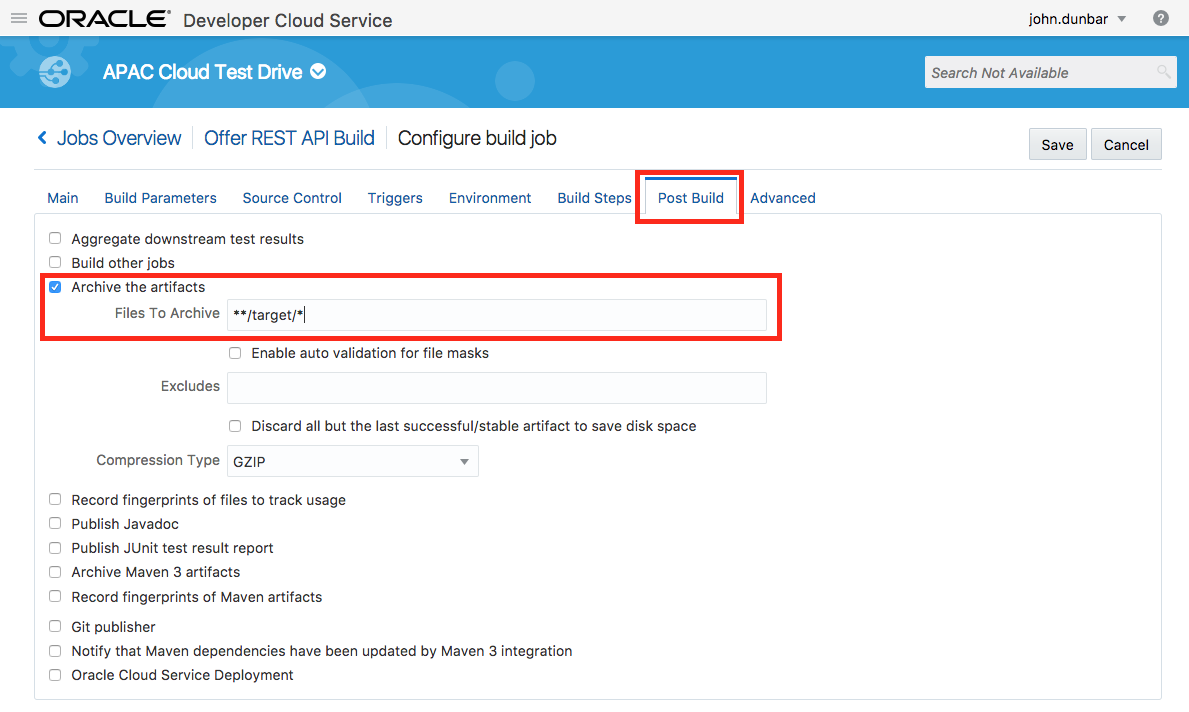 ORACLE® Developer Cloud Service john.dunbar ?
APAC Cloud Test Drive Search Not Available
Jobs Overview Offer REST API Build Configure build job Save Cancel
Main Build Parameters Source Control Triggers Environment Build Steps Post Build Advanced
Aggregate downstream test results
Build other jobs
Archive the artifacts
Files To Archive **/target/*
Enable auto validation for file masks
Excludes
Discard all but the last successful/stable artifact to save disk space
Compression Type GZIP
Record fingerprints of files to track usage
Publish Javadoc
Publish JUnit test result report
Archive Maven 3 artifacts
Record fingerprints of Maven artifacts
Git publisher
Notify that Maven dependencies have been updated by Maven 3 integration
Oracle Cloud Service Deployment